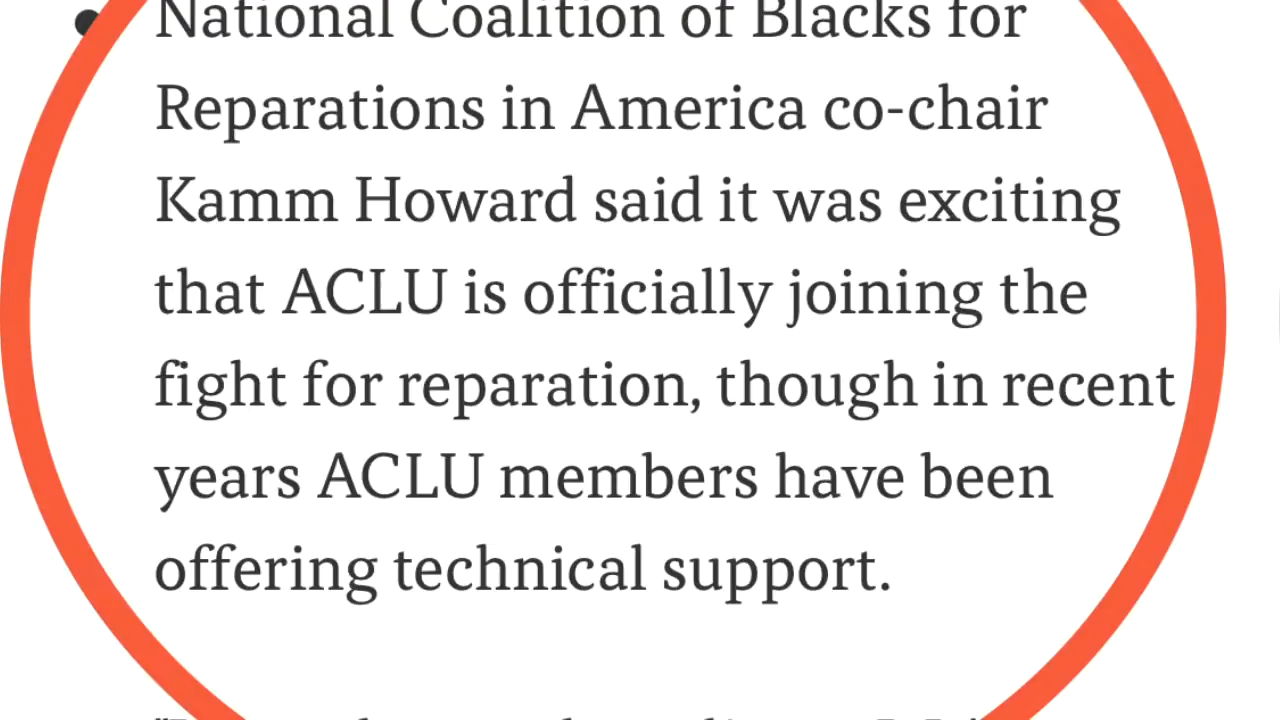 National Coalition of Blacks for
Reparations in America co-chair
Kamm Howard said it was exciting
that ACLU is officially joining the
fight for reparation, though in recent
years ACLU members have been
offering technical support.